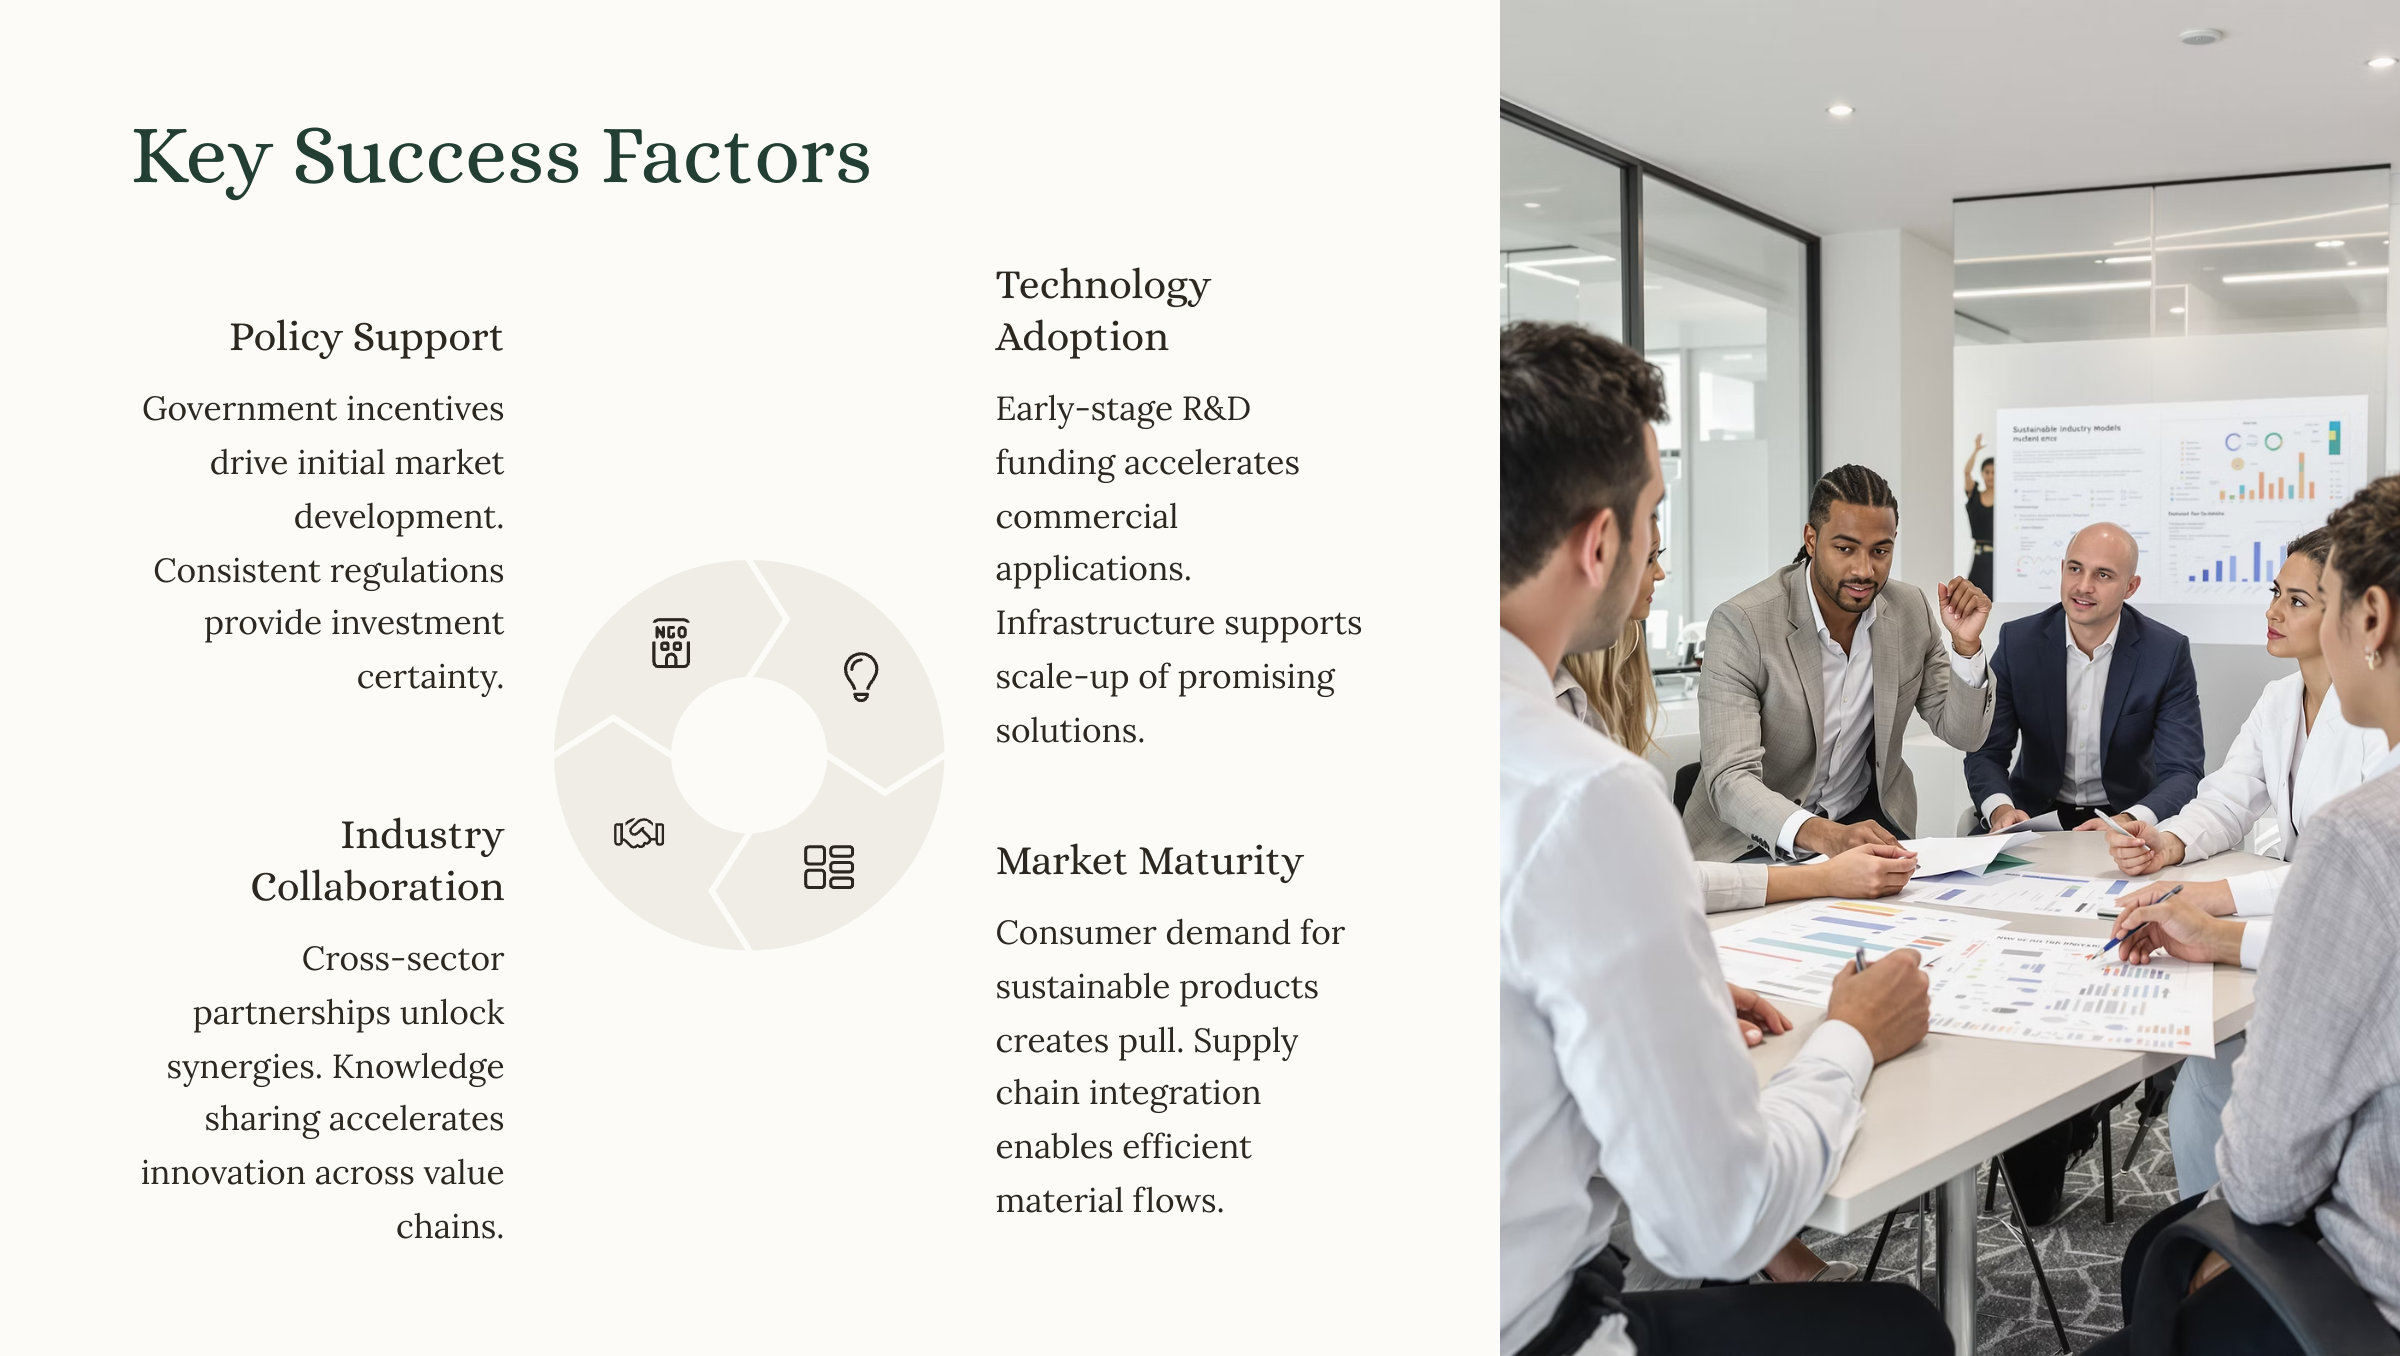 Key Success Factors
Policy Support
Government incentives
drive initial market
development.
Consistent regulations
provide investment
certainty.
Technology
Adoption
Early-stage R&D
funding accelerates
commercial
applications.
Infrastructure supports
scale-up of promising
solutions.
NGO
Industry
Collaboration
Cross-sector
partnerships unlock
synergies. Knowledge
sharing accelerates
innovation across value
chains.
Market Maturity
Consumer demand for
sustainable products
creates pull. Supply
chain integration
enables efficient
material flows.
Sustainable Industry Models